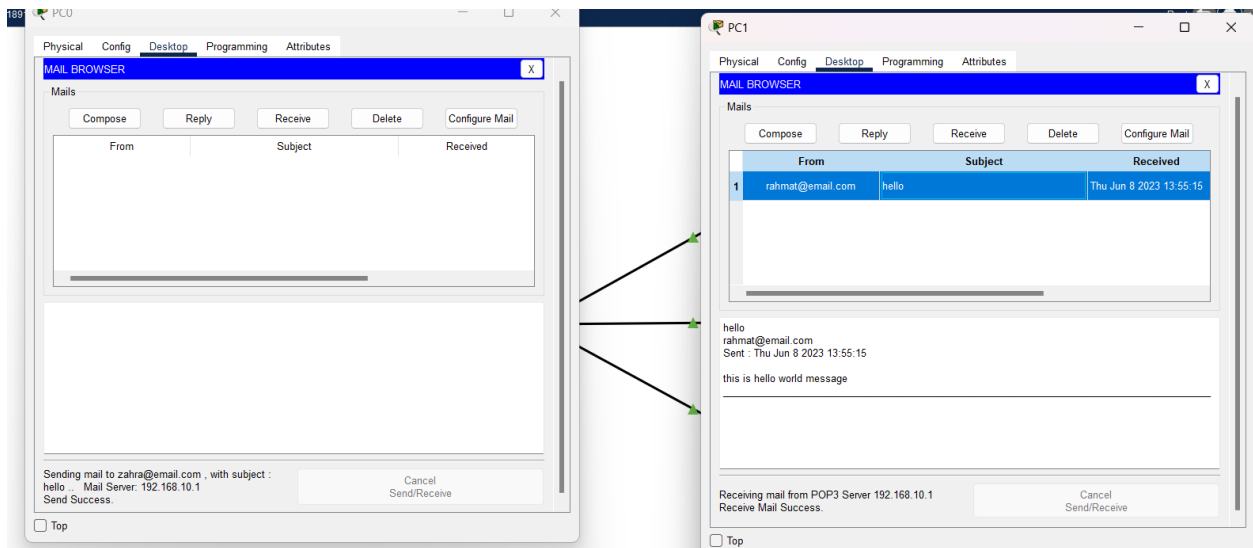 189
PC0
Physical Config Desktop Programming Attributes
MAIL BROWSER X
Mails
Compose Reply Receive Delete Configure Mail
From Subject Received
Sending mail to zahra@email.com , with subject :
hello .. Mail Server: 192.168.10.1
Send Success.
Cancel
Send/Receive
Top
PC1
Physical Config Desktop Programming Attributes
MAIL BROWSER X
Mails
Compose Reply Receive Delete Configure Mail
From Subject Received
1 rahmat@email.com hello Thu Jun 8 2023 13:55:15
hello
rahmat@email.com
Sent : Thu Jun 8 2023 13:55:15
this is hello world message
Receiving mail from POP3 Server 192.168.10.1
Receive Mail Success.
Cancel
Send/Receive
Top